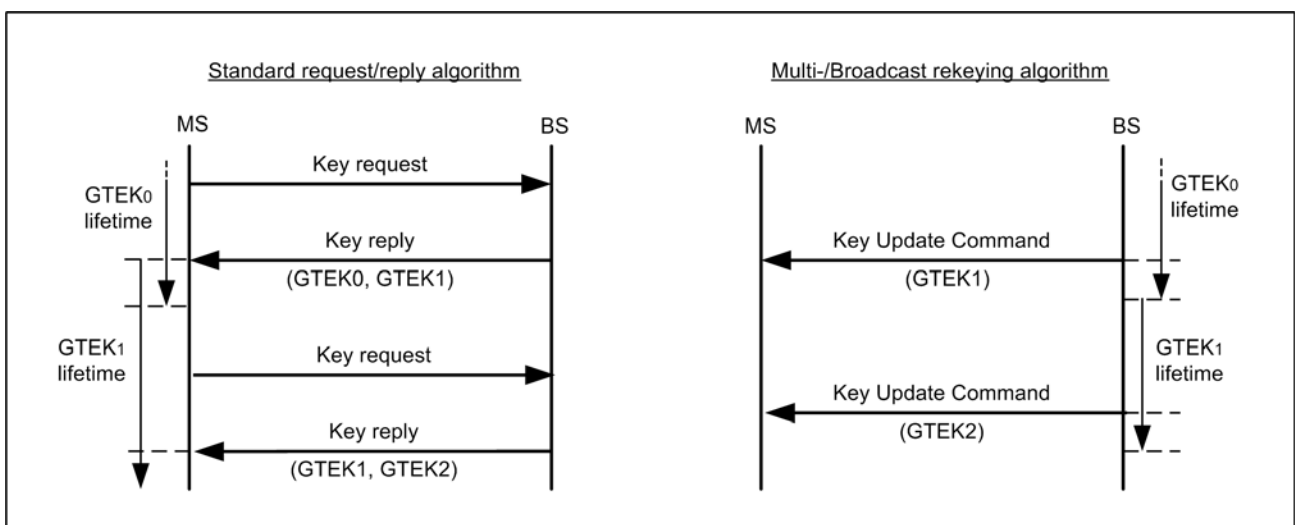 Standard request/reply algorithm
MS
BS
Key request
GTEK0
lifetime
Key reply
(GTEK0, GTEK1)
GTEK1
lifetime
Key request
Key reply
(GTEK1, GTEK2)
Multi-/Broadcast rekeying algorithm
MS
BS
GTEK0
lifetime
Key Update Command
(GTEK1)
GTEK1
lifetime
Key Update Command
(GTEK2)